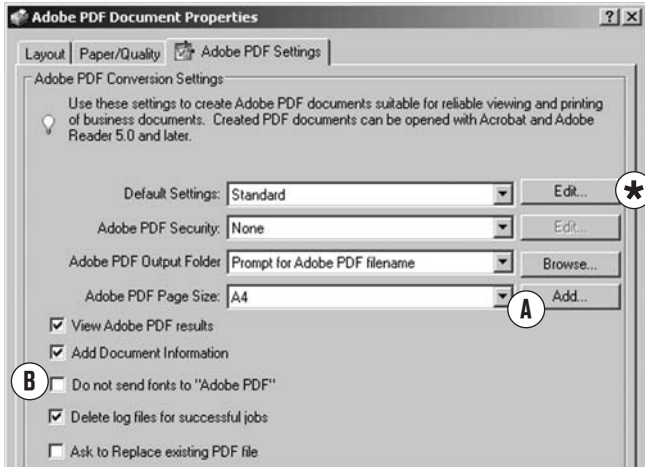 Adobe PDF Document Properties
Layout Paper/Quality Adobe PDF Settings
Adobe PDF Conversion Settings
Use these settings to create Adobe PDF documents suitable for reliable viewing and printing
of business documents. Created PDF documents can be opened with Acrobat and Adobe
Reader 5.0 and later.
Default Settings: Standard Edit... *
Adobe PDF Security: None Edit...
Adobe PDF Output Folder Prompt for Adobe PDF filename Browse...
Adobe PDF Page Size: A4 A Add...
View Adobe PDF results
Add Document Information
B Do not send fonts to "Adobe PDF"
Delete log files for successful jobs
Ask to Replace existing PDF file